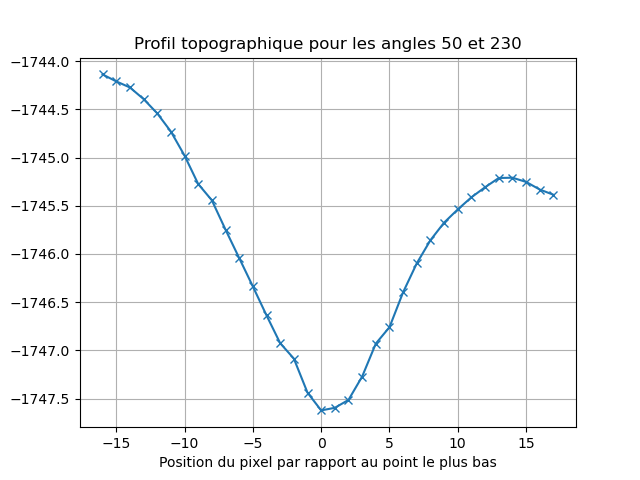 Profil topographique pour les angles 50 et 230
−1744.0
−1744.5
−1745.0
−1745.5
−1746.0
−1746.5
−1747.0
−1747.5
−15 −10 −5 0 5 10 15
Position du pixel par rapport au point le plus bas